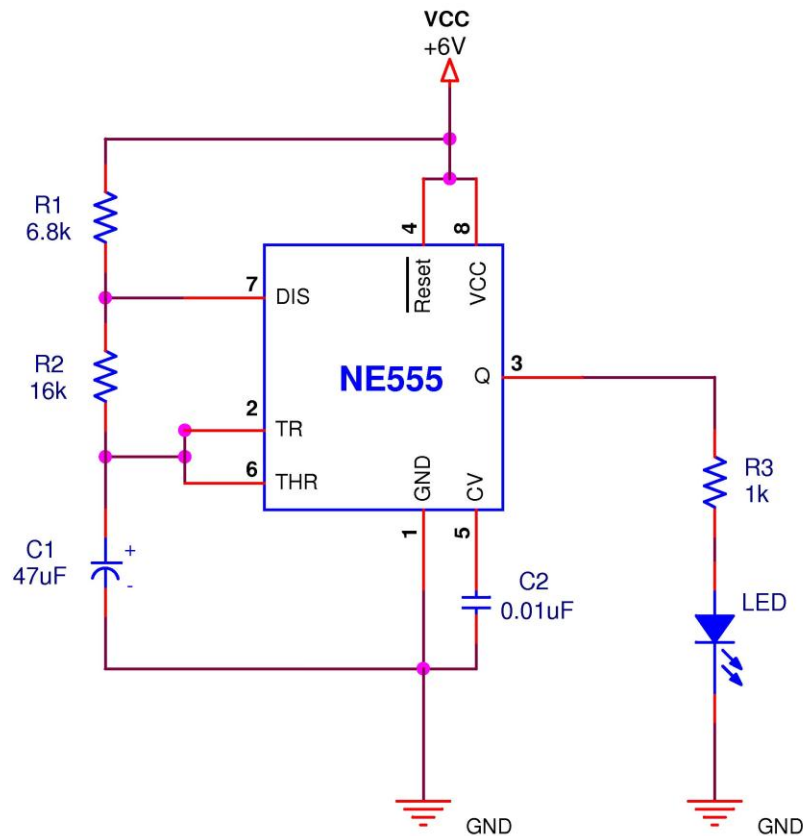 VCC
+6V
R1
6.8k
4
8
Reset
VCC
7
DIS
R2
16k
NE555
3
Q
2
TR
6
THR
GND
CV
1
5
R3
1k
C1
47uF
+
-
C2
0.01uF
LED
GND
GND